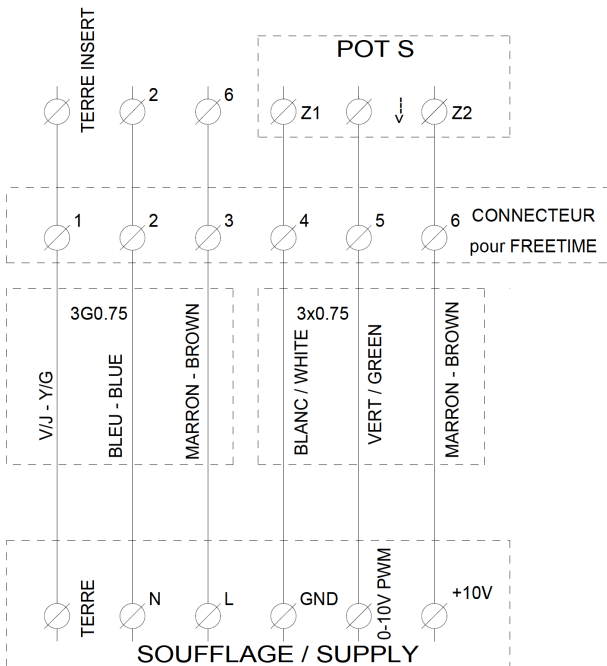 POT S
TERRE INSERT
2
6
Z1
Z2
1
2
3
4
5
6
CONNECTEUR
pour FREETIME
3G0.75
3x0.75
V/J - Y/G
BLEU - BLUE
MARRON - BROWN
BLANC / WHITE
VERT / GREEN
MARRON - BROWN
TERRE
N
L
GND
0-10V PWM
+10V
SOUFFLAGE / SUPPLY